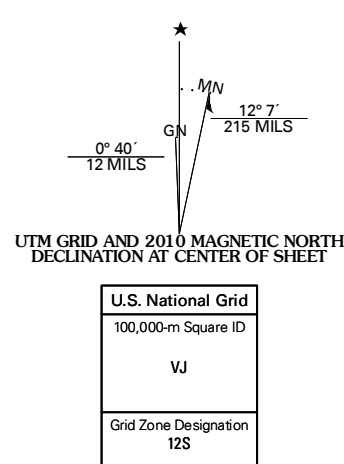 ★
MN
12° 7´
215 MILS
GN
0° 40´
12 MILS
UTM GRID AND 2010 MAGNETIC NORTH
DECLINATION AT CENTER OF SHEET
U.S. National Grid
100,000-m Square ID
VJ
Grid Zone Designation
12S